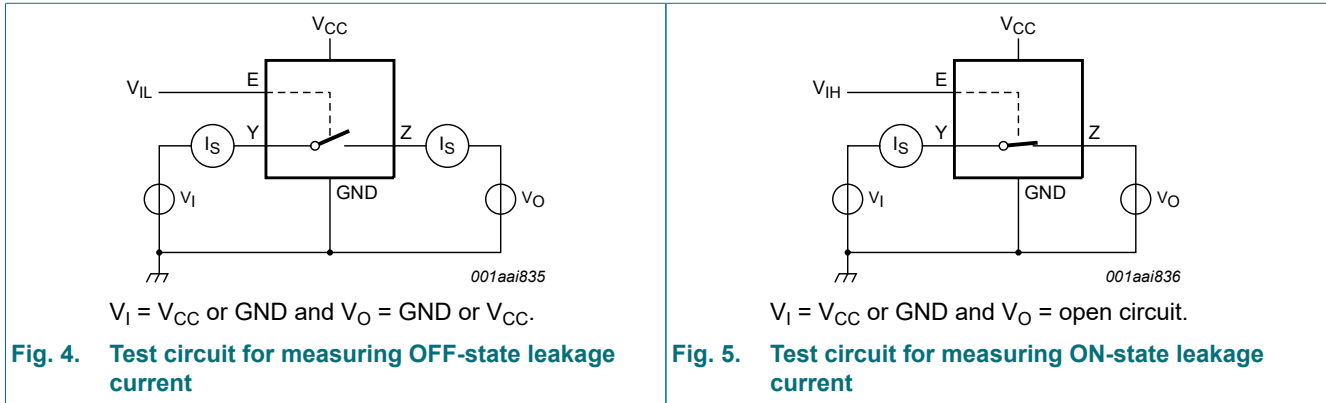 VCC
VIL
E
IS
Y
Z
IS
VI
GND
VO
001aai835
VI = VCC or GND and VO = GND or VCC.
Fig. 4. Test circuit for measuring OFF-state leakage
current
VCC
VIH
E
IS
Y
Z
VI
GND
VO
001aai836
VI = VCC or GND and VO = open circuit.
Fig. 5. Test circuit for measuring ON-state leakage
current